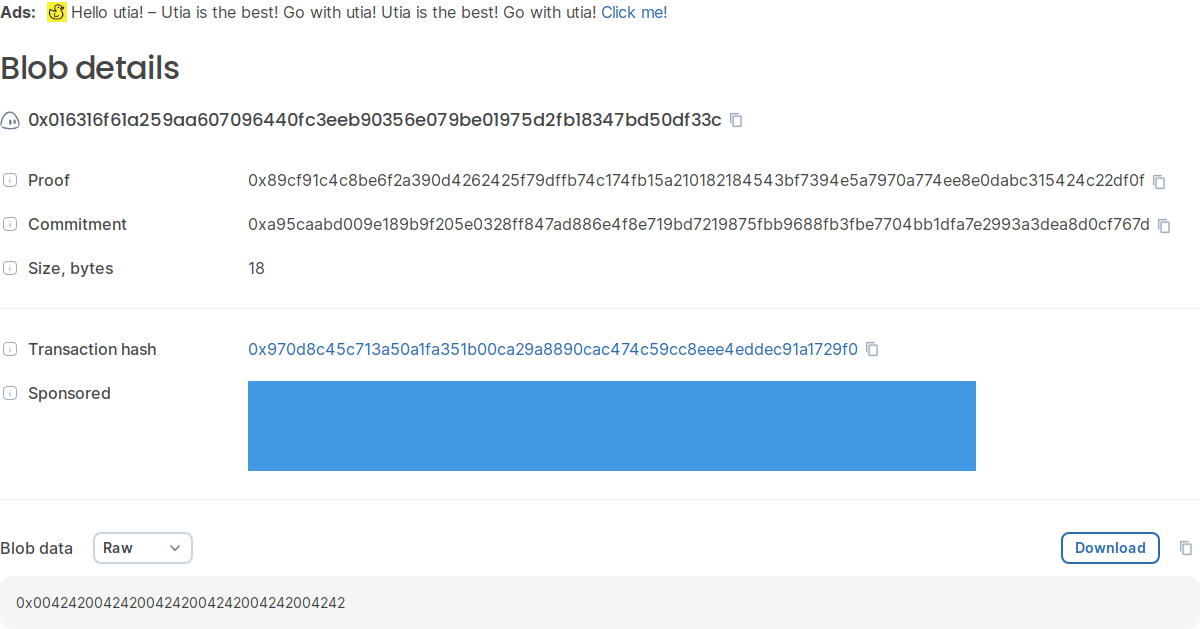 Ads: Hello utia! – Utia is the best! Go with utia! Utia is the best! Go with utia! Click me!
Blob details
0x016316f61a259aa607096440fc3eeb90356e079be01975d2fb18347bd50df33c
Proof 0x89cf91c4c8be6f2a390d4262425f79dffb74c174fb15a210182184543bf7394e5a7970a774ee8e0dabc315424c22df0f
Commitment 0xa95caabd009e189b9f205e0328ff847ad886e4f8e719bd7219875fbb9688fb3fbe7704bb1dfa7e2993a3dea8d0cf767d
Size, bytes 18
Transaction hash 0x970d8c45c713a50a1fa351b00ca29a8890cac474c59cc8eee4eddec91a1729f0
Sponsored
Blob data Raw Download
0x004242004242004242004242004242004242